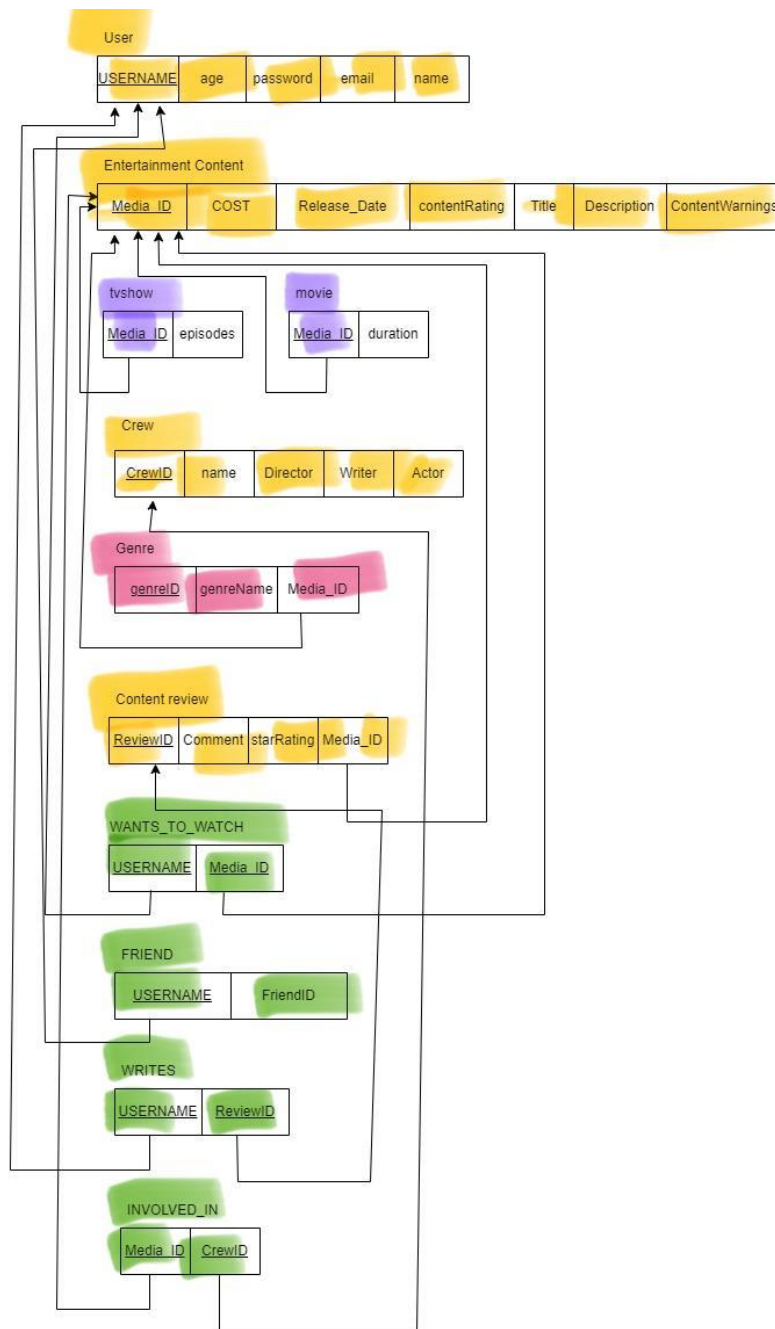 User
USERNAME age password email name
Entertainment Content
Media_ID COST Release_Date contentRating Title Description ContentWarnings
tvshow movie
Media_ID episodes Media_ID duration
Crew
CrewID name Director Writer Actor
Genre
genreID genreName Media_ID
Content review
ReviewID Comment starRating Media_ID
WANTS_TO_WATCH
USERNAME Media_ID
FRIEND
USERNAME FriendID
WRITES
USERNAME ReviewID
INVOLVED_IN
Media_ID CrewID